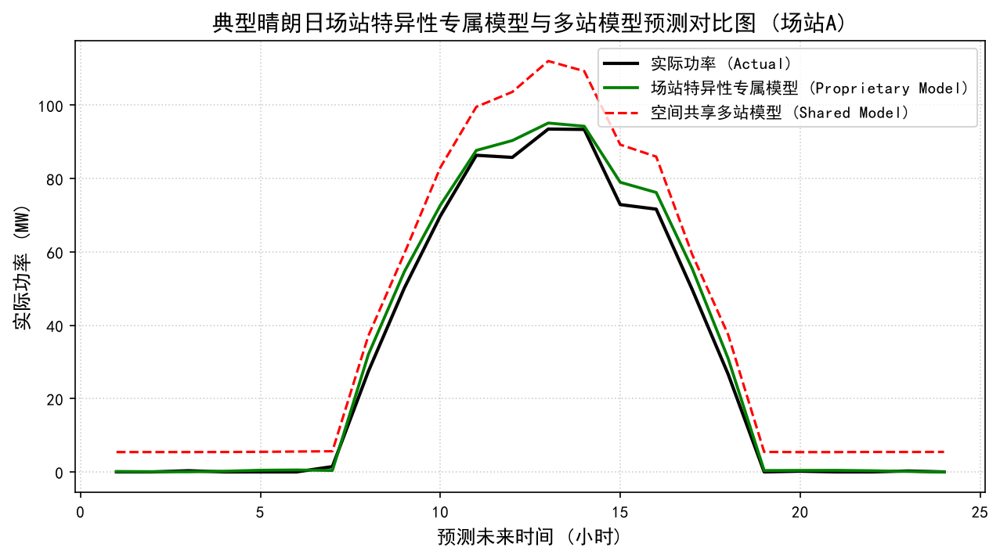 典型晴朗日场站特异性专属模型与多站模型预测对比图 (场站A)
实际功率 (Actual)
场站特异性专属模型 (Proprietary Model)
空间共享多站模型 (Shared Model)
实际功率 (MW)
100
80
60
40
20
0
0 5 10 15 20 25
预测未来时间 (小时)